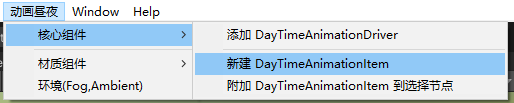 动画昼夜 Window Help
核心组件
材质组件
环境(Fog,Ambient)
添加 DayTimeAnimationDriver
新建 DayTimeAnimationItem
附加 DayTimeAnimationItem 到选择节点